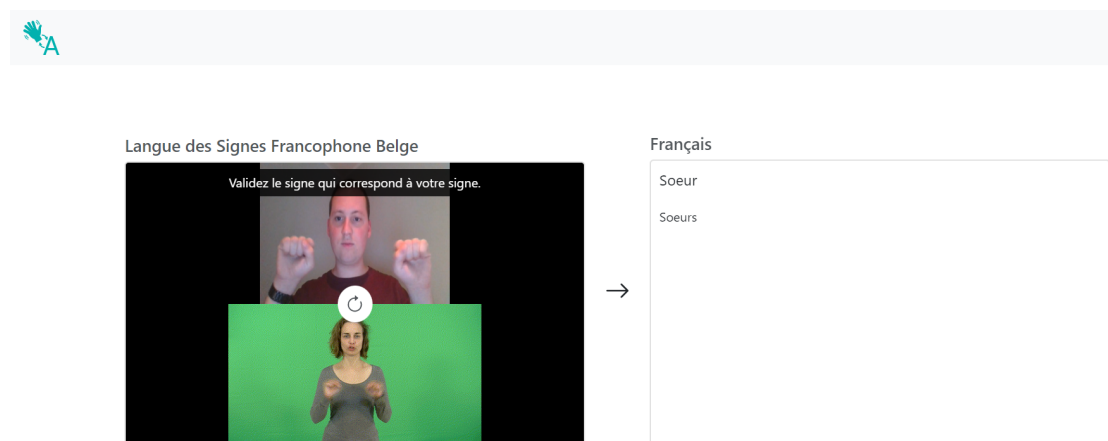 A
Langue des Signes Francophone Belge
Validez le signe qui correspond à votre signe.
Français
Soeur
Soeurs